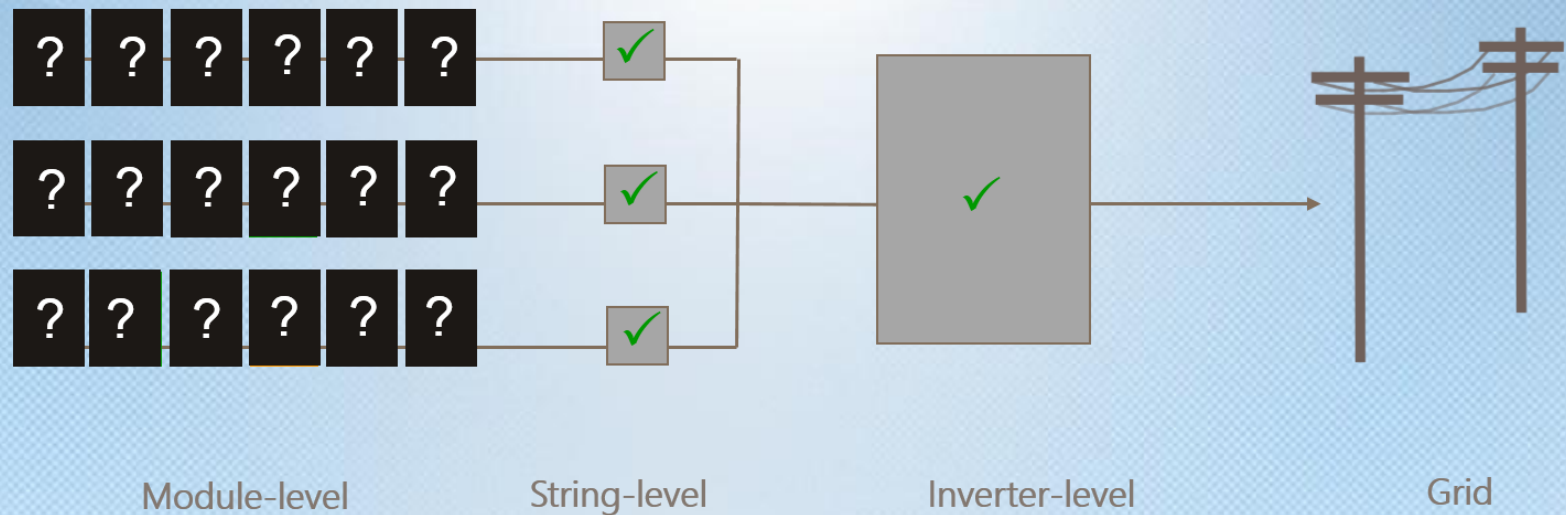 ? ? ? ? ? ? ✓
? ? ? ? ? ? ✓ ✓
? ? ? ? ? ? ✓
Module-level String-level Inverter-level Grid